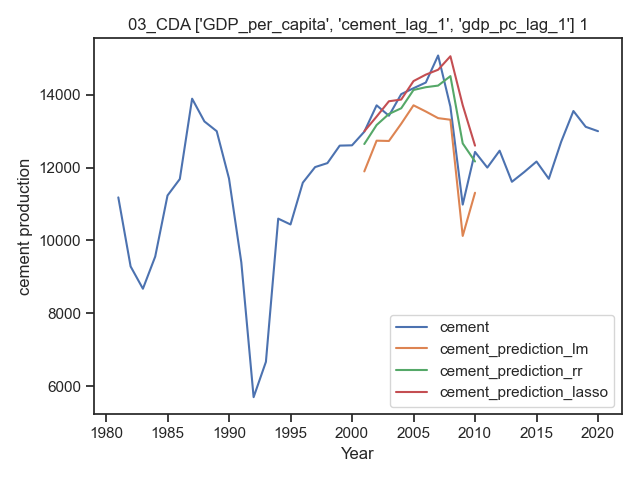 03_CDA ['GDP_per_capita', 'cement_lag_1', 'gdp_pc_lag_1'] 1
14000
12000
10000
8000
6000
cement production
cement
cement_prediction_lm
cement_prediction_rr
cement_prediction_lasso
1980 1985 1990 1995 2000 2005 2010 2015 2020
Year